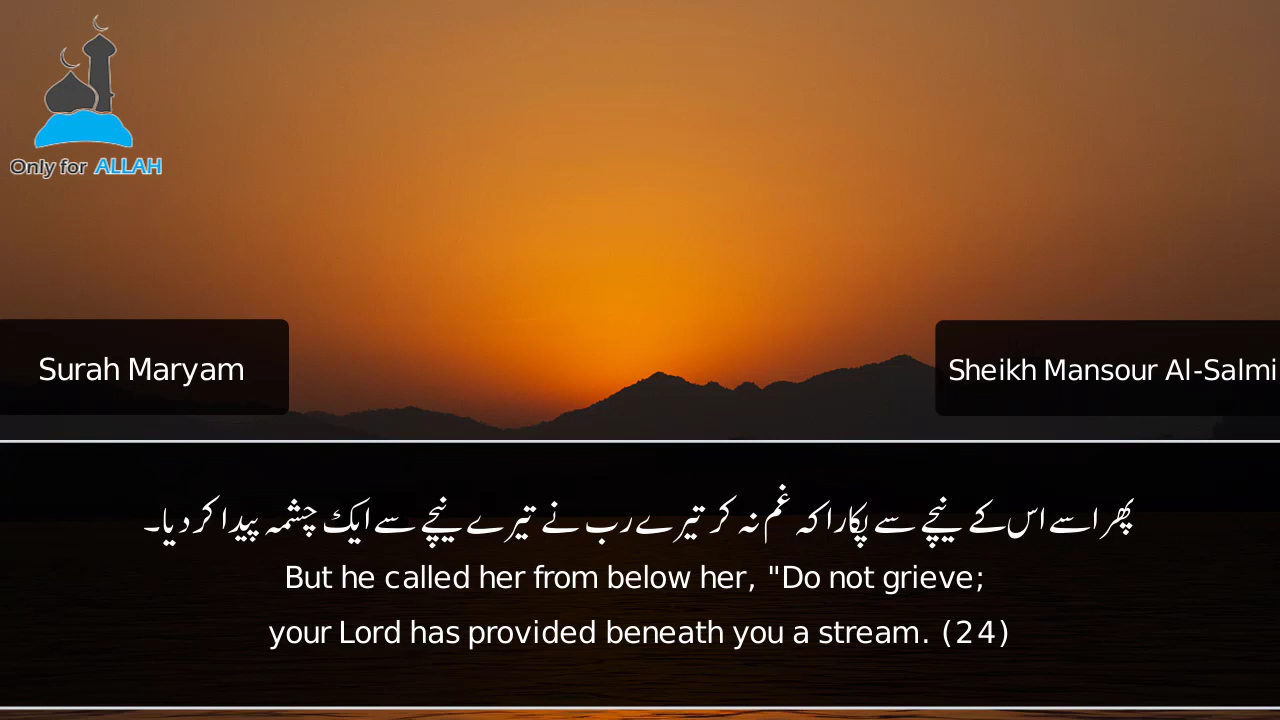 Only for ALLAH
Surah Maryam
Sheikh Mansour Al-Salmi
پھر اسے اس کے نیچے سے پکارا کہ غم نہ کر تیرے رب نے تیرے نیچے سے ایک چشمہ پیدا کر دیا۔
But he called her from below her, "Do not grieve;
your Lord has provided beneath you a stream. (24)